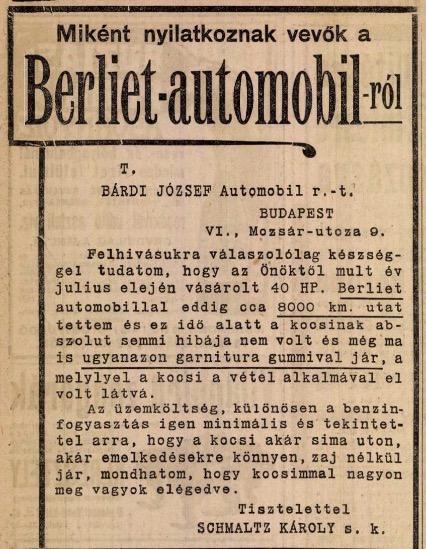 Miként nyilatkoznak vevők a
Berliet-automobil-ról
T.
BÁRDI JÓZSEF Automobil r.-t.
BUDAPEST
VI., Mozsár-utcza 9.
Felhivásukra válaszolólag készség-
gel tudatom, hogy az Önöktől mult év
julius elején vásárolt 40 HP. Berliet
automobillal eddig cca 8000 km. utat
tettem és ez idő alatt a kocsinak ab-
szolut semmi hibája nem volt és még ma
is ugyanazon garnitura gummival jár, a
melylyel a kocsi a vétel alkalmával el
volt látvá.
Az üzemköltség, különösen a benzin-
fogyasztás igen minimális és tekintet-
tel arra, hogy a kocsi akár sima uton,
akár emelkedésekre könnyen, zaj nélkül
jár, mondhatom, hogy kocsimmal nagyon
meg vagyok elégedve.
Tisztelettel
SCHMALTZ KÁROLY s. k.